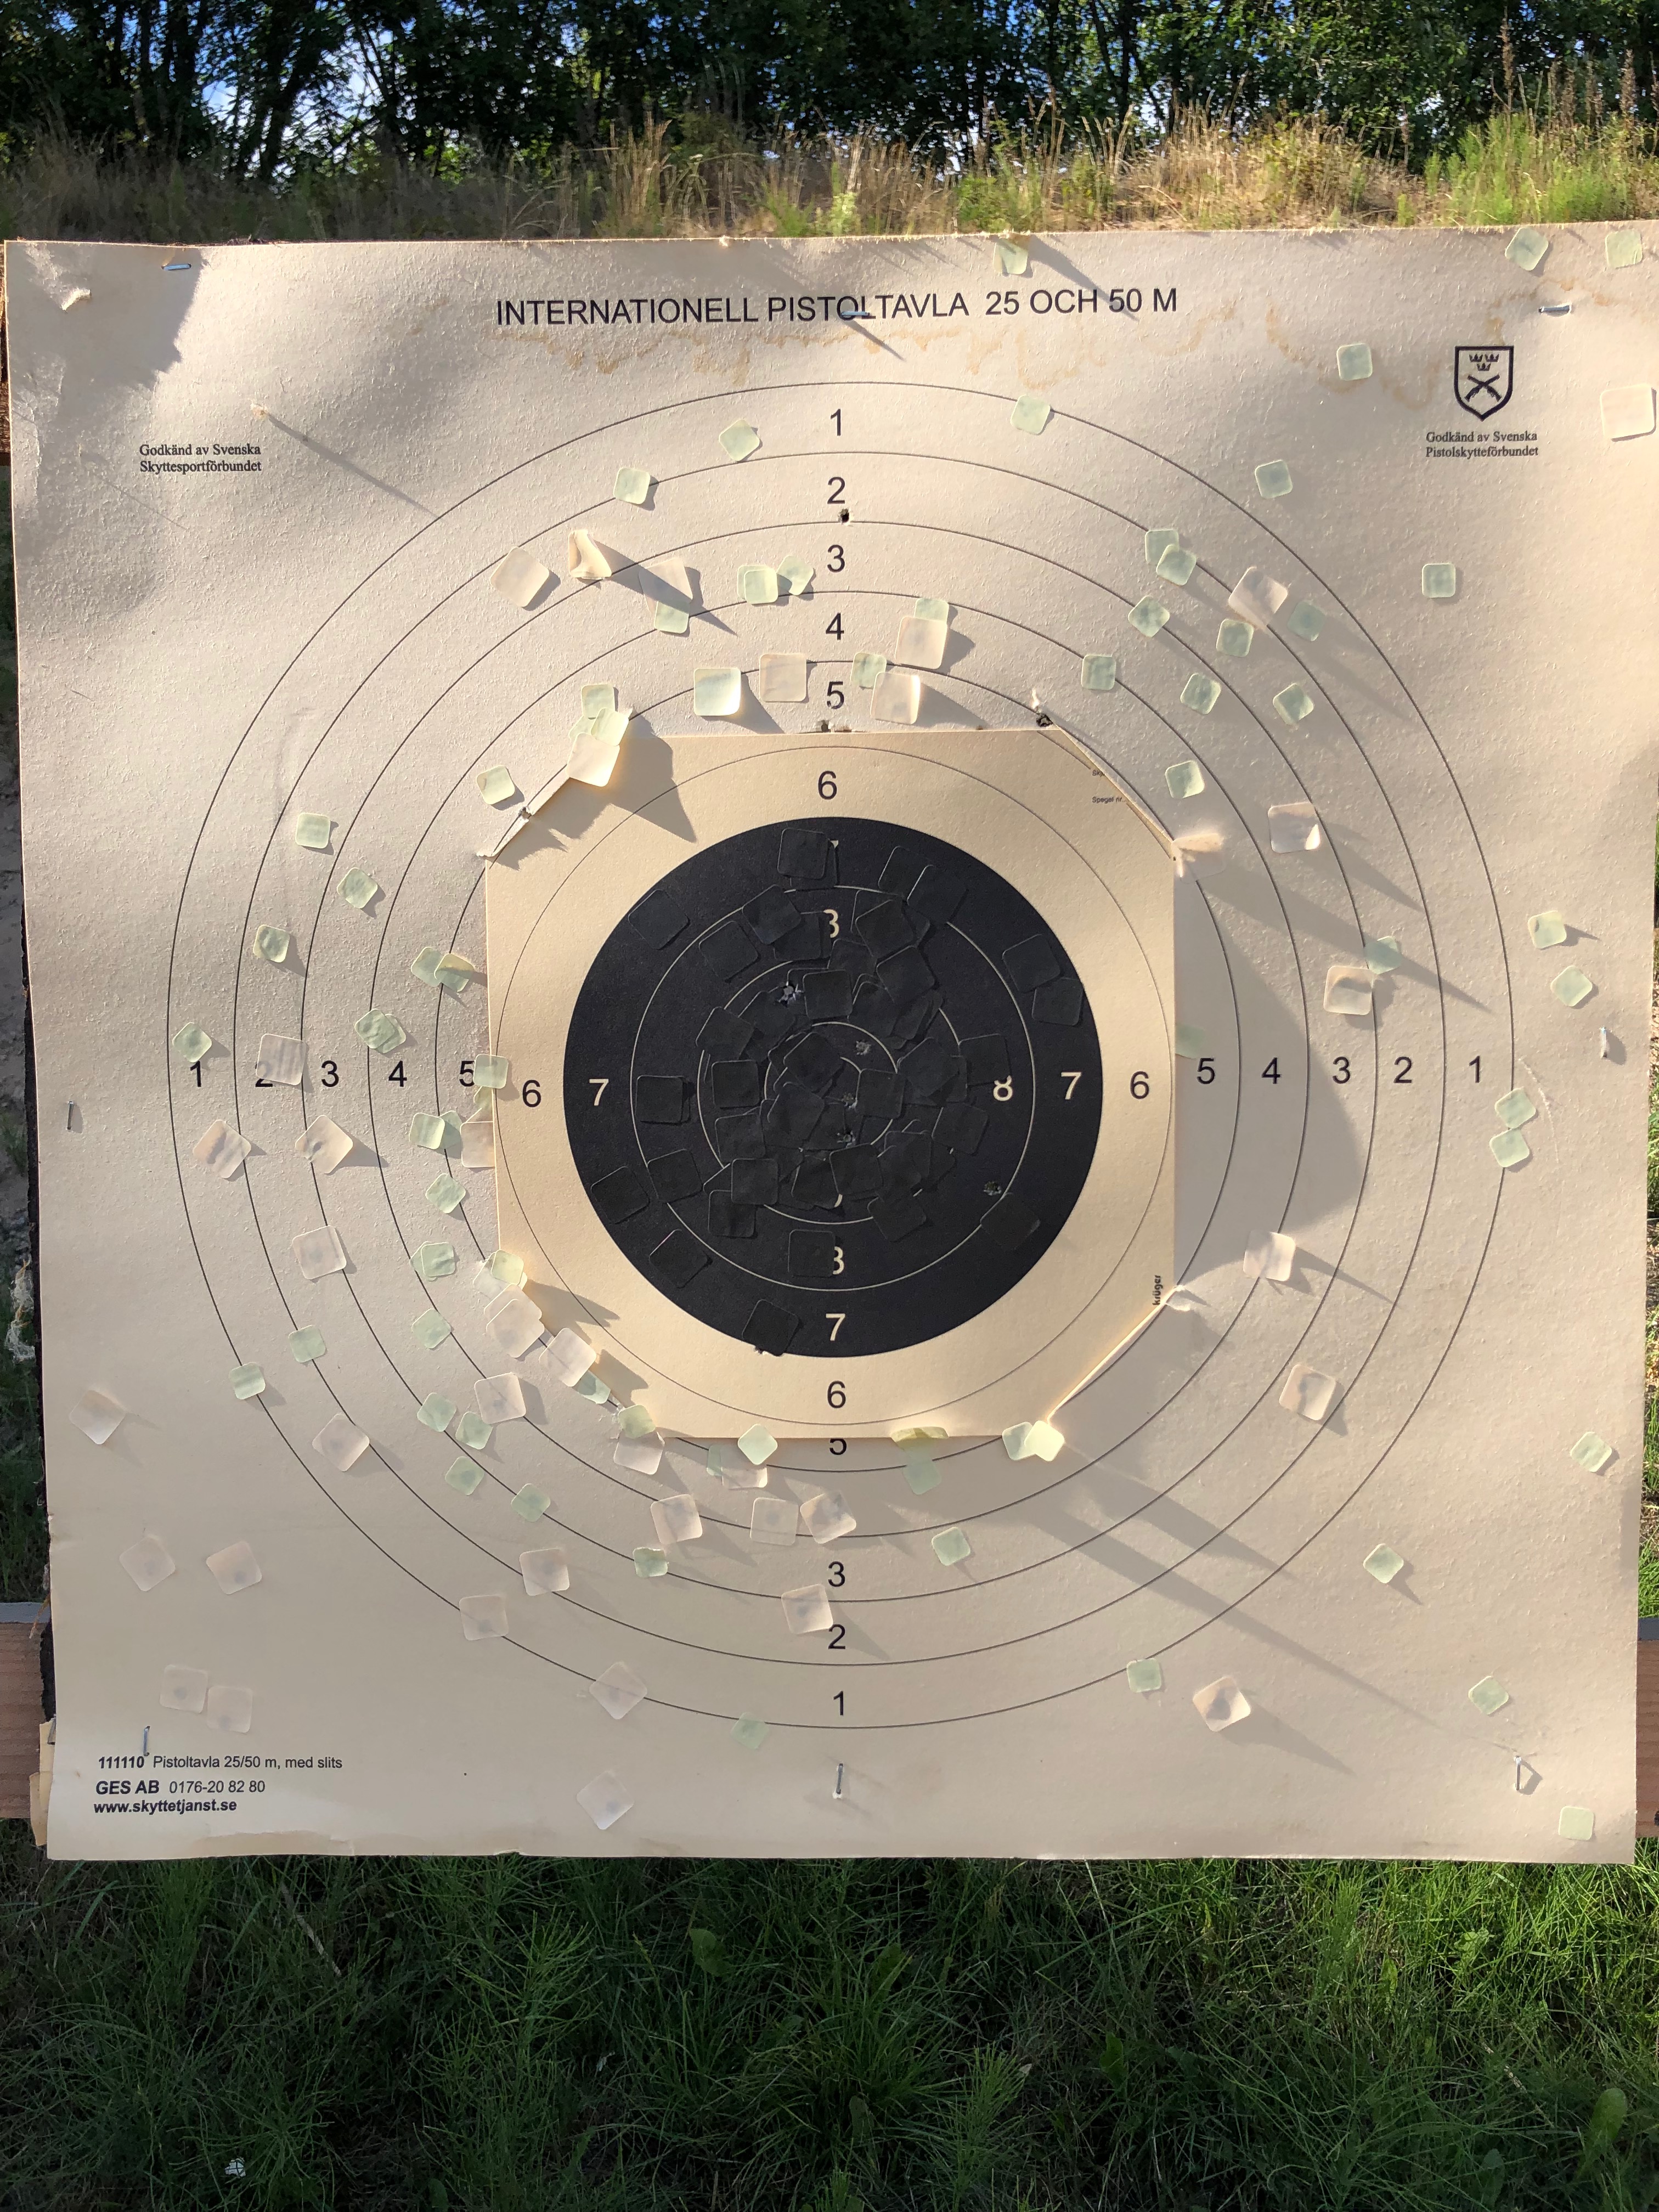 INTERNATIONELL PISTOLTAVLA 25 OCH 50 M
Godkänd av Svenska
Skyttesportförbundet
Godkänd av Svenska
Pistolskytteförbundet
1
2
3
4
5
6
8
1 2 3 4 5 6 7 8 7 6 5 4 3 2 1
8
7
6
5
3
2
1
Spegel nr
krüger
111110 Pistoltavla 25/50 m, med slits
GES AB 0176-20 82 80
www.skyttetjanst.se